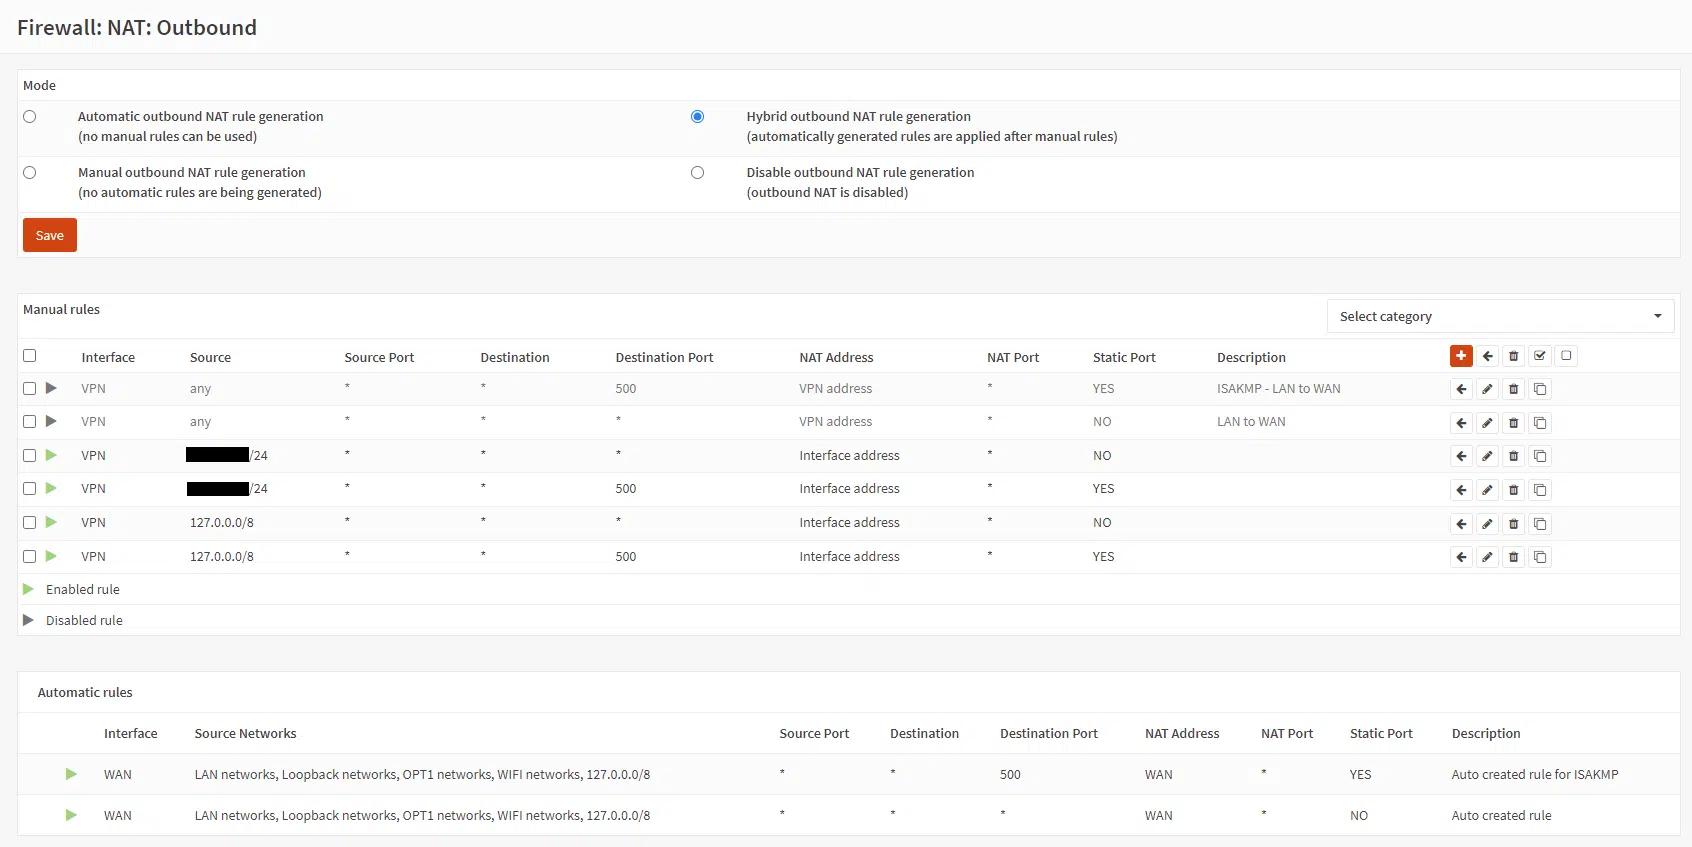 Firewall: NAT: Outbound
Mode
Automatic outbound NAT rule generation
(no manual rules can be used)
Hybrid outbound NAT rule generation
(automatically generated rules are applied after manual rules)
Manual outbound NAT rule generation
(no automatic rules are being generated)
Disable outbound NAT rule generation
(outbound NAT is disabled)
Save
Manual rules
Select category
Interface Source Source Port Destination Destination Port NAT Address NAT Port Static Port Description
VPN any * * 500 VPN address * YES ISAKMP - LAN to WAN
VPN any * * * VPN address * NO LAN to WAN
VPN /24 * * * Interface address * NO
VPN /24 * * 500 Interface address * YES
VPN 127.0.0.0/8 * * * Interface address * NO
VPN 127.0.0.0/8 * * 500 Interface address * YES
Enabled rule
Disabled rule
Automatic rules
Interface Source Networks Source Port Destination Destination Port NAT Address NAT Port Static Port Description
WAN LAN networks, Loopback networks, OPT1 networks, WIFI networks, 127.0.0.0/8 * * 500 WAN * YES Auto created rule for ISAKMP
WAN LAN networks, Loopback networks, OPT1 networks, WIFI networks, 127.0.0.0/8 * * * WAN * NO Auto created rule